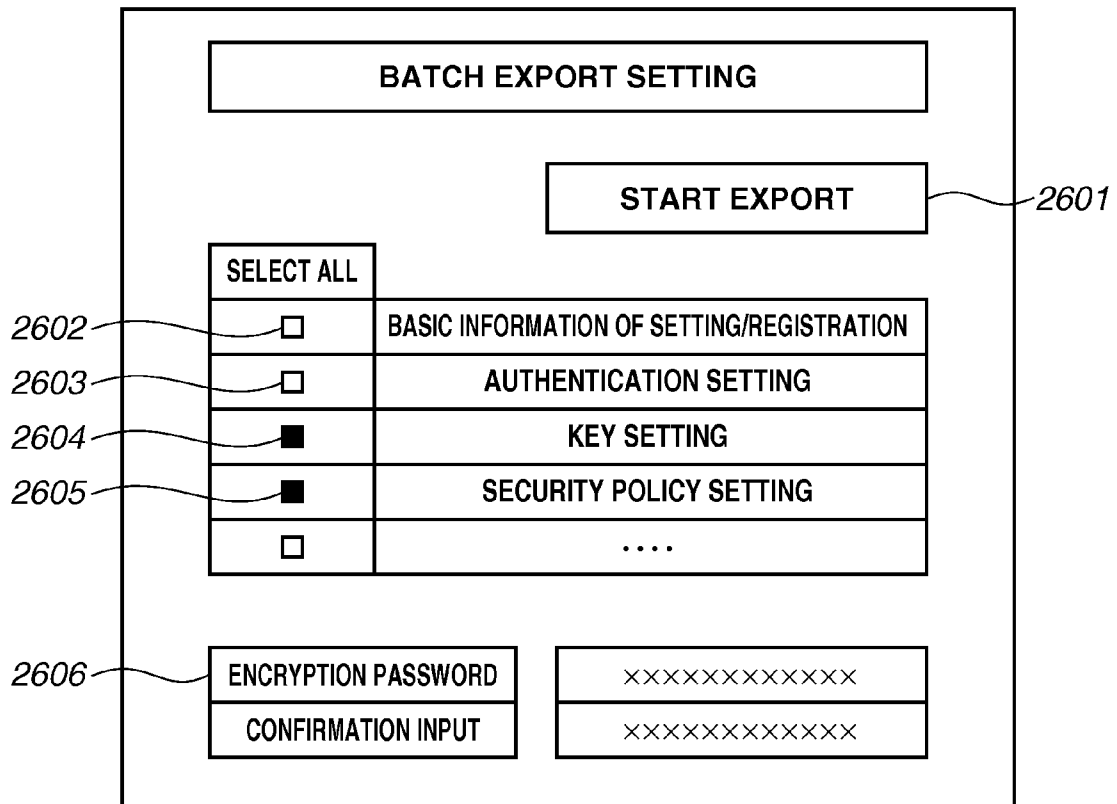 BATCH EXPORT SETTING
START EXPORT
2601
SELECT ALL
2602
BASIC INFORMATION OF SETTING/REGISTRATION
2603
AUTHENTICATION SETTING
2604
KEY SETTING
2605
SECURITY POLICY SETTING
....
2606
ENCRYPTION PASSWORD
××××××××××××
CONFIRMATION INPUT
××××××××××××